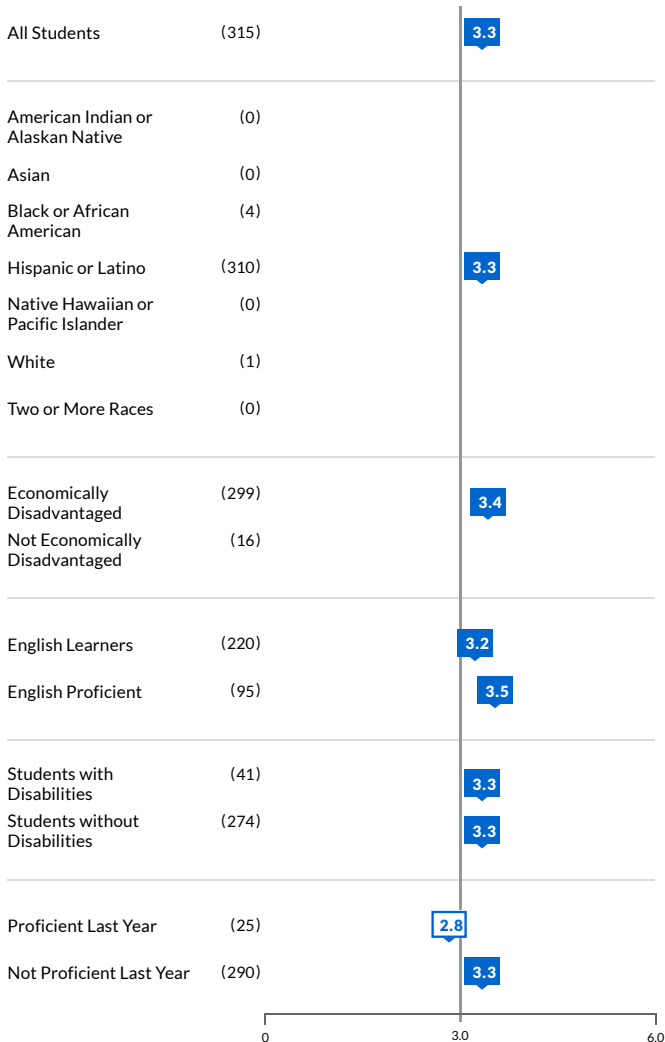 All Students (315) 3.3
American Indian or (0)
Alaskan Native
Asian (0)
Black or African (4)
American
Hispanic or Latino (310) 3.3
Native Hawaiian or (0)
Pacific Islander
White (1)
Two or More Races (0)
Economically (299) 3.4
Disadvantaged
Not Economically (16)
Disadvantaged
English Learners (220) 3.2
English Proficient (95) 3.5
Students with (41) 3.3
Disabilities
Students without (274) 3.3
Disabilities
Proficient Last Year (25) 2.8
Not Proficient Last Year (290) 3.3
0 3.0 6.0